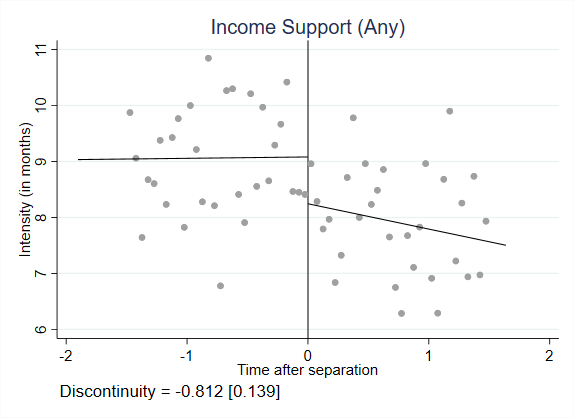 Income Support (Any)
Intensity (in months)
11
10
9
8
7
6
-2 -1 0 1 2
Time after separation
Discontinuity = -0.812 [0.139]